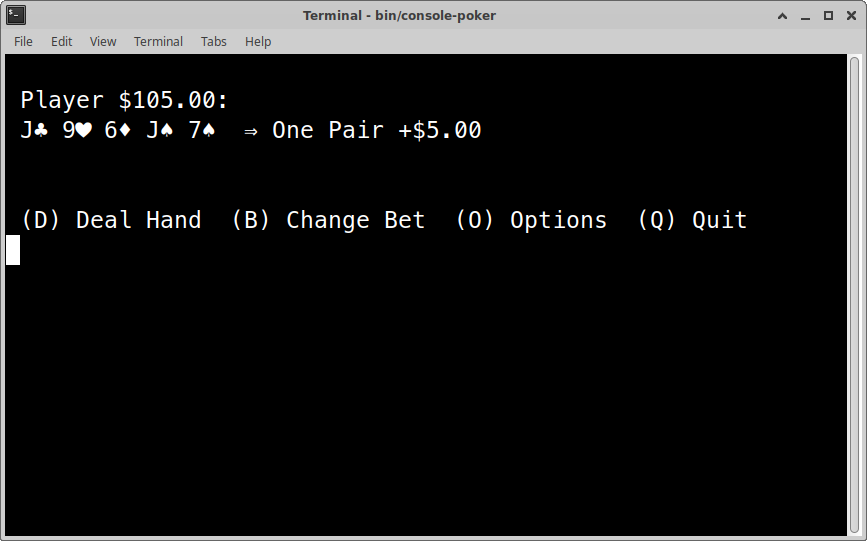 Terminal - bin/console-poker
File Edit View Terminal Tabs Help
Player $105.00:
J♣ 9♥ 6♦ J♠ 7♠ ⇒ One Pair +$5.00
(D) Deal Hand (B) Change Bet (O) Options (Q) Quit